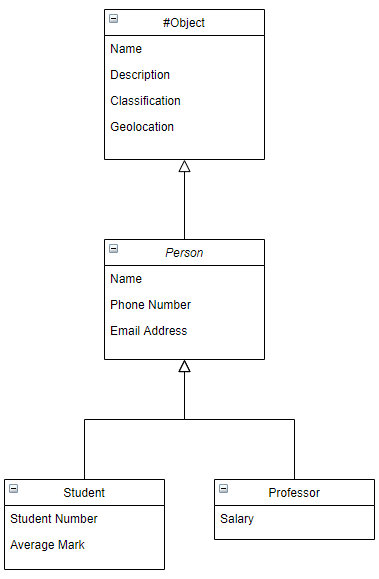 #Object
Name
Description
Classification
Geolocation
Person
Name
Phone Number
Email Address
Student
Student Number
Average Mark
Professor
Salary